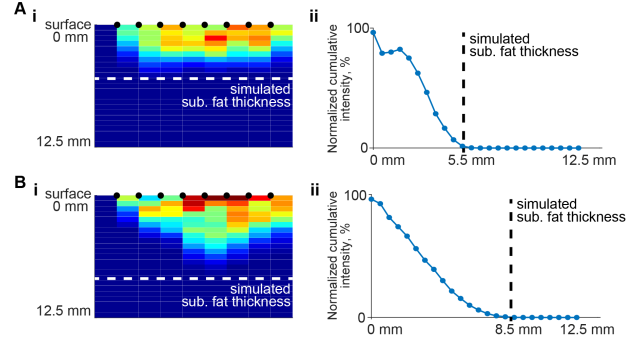 A
i
surface
0 mm
simulated
sub. fat thickness
12.5 mm
ii
Normalized cumulative
intensity, %
100
0
simulated
sub. fat thickness
0 mm
5.5 mm
12.5 mm
B
i
surface
0 mm
simulated
sub. fat thickness
12.5 mm
ii
Normalized cumulative
intensity. %
100
0
simulated
sub. fat thickness
0 mm
8.5 mm
12.5 mm